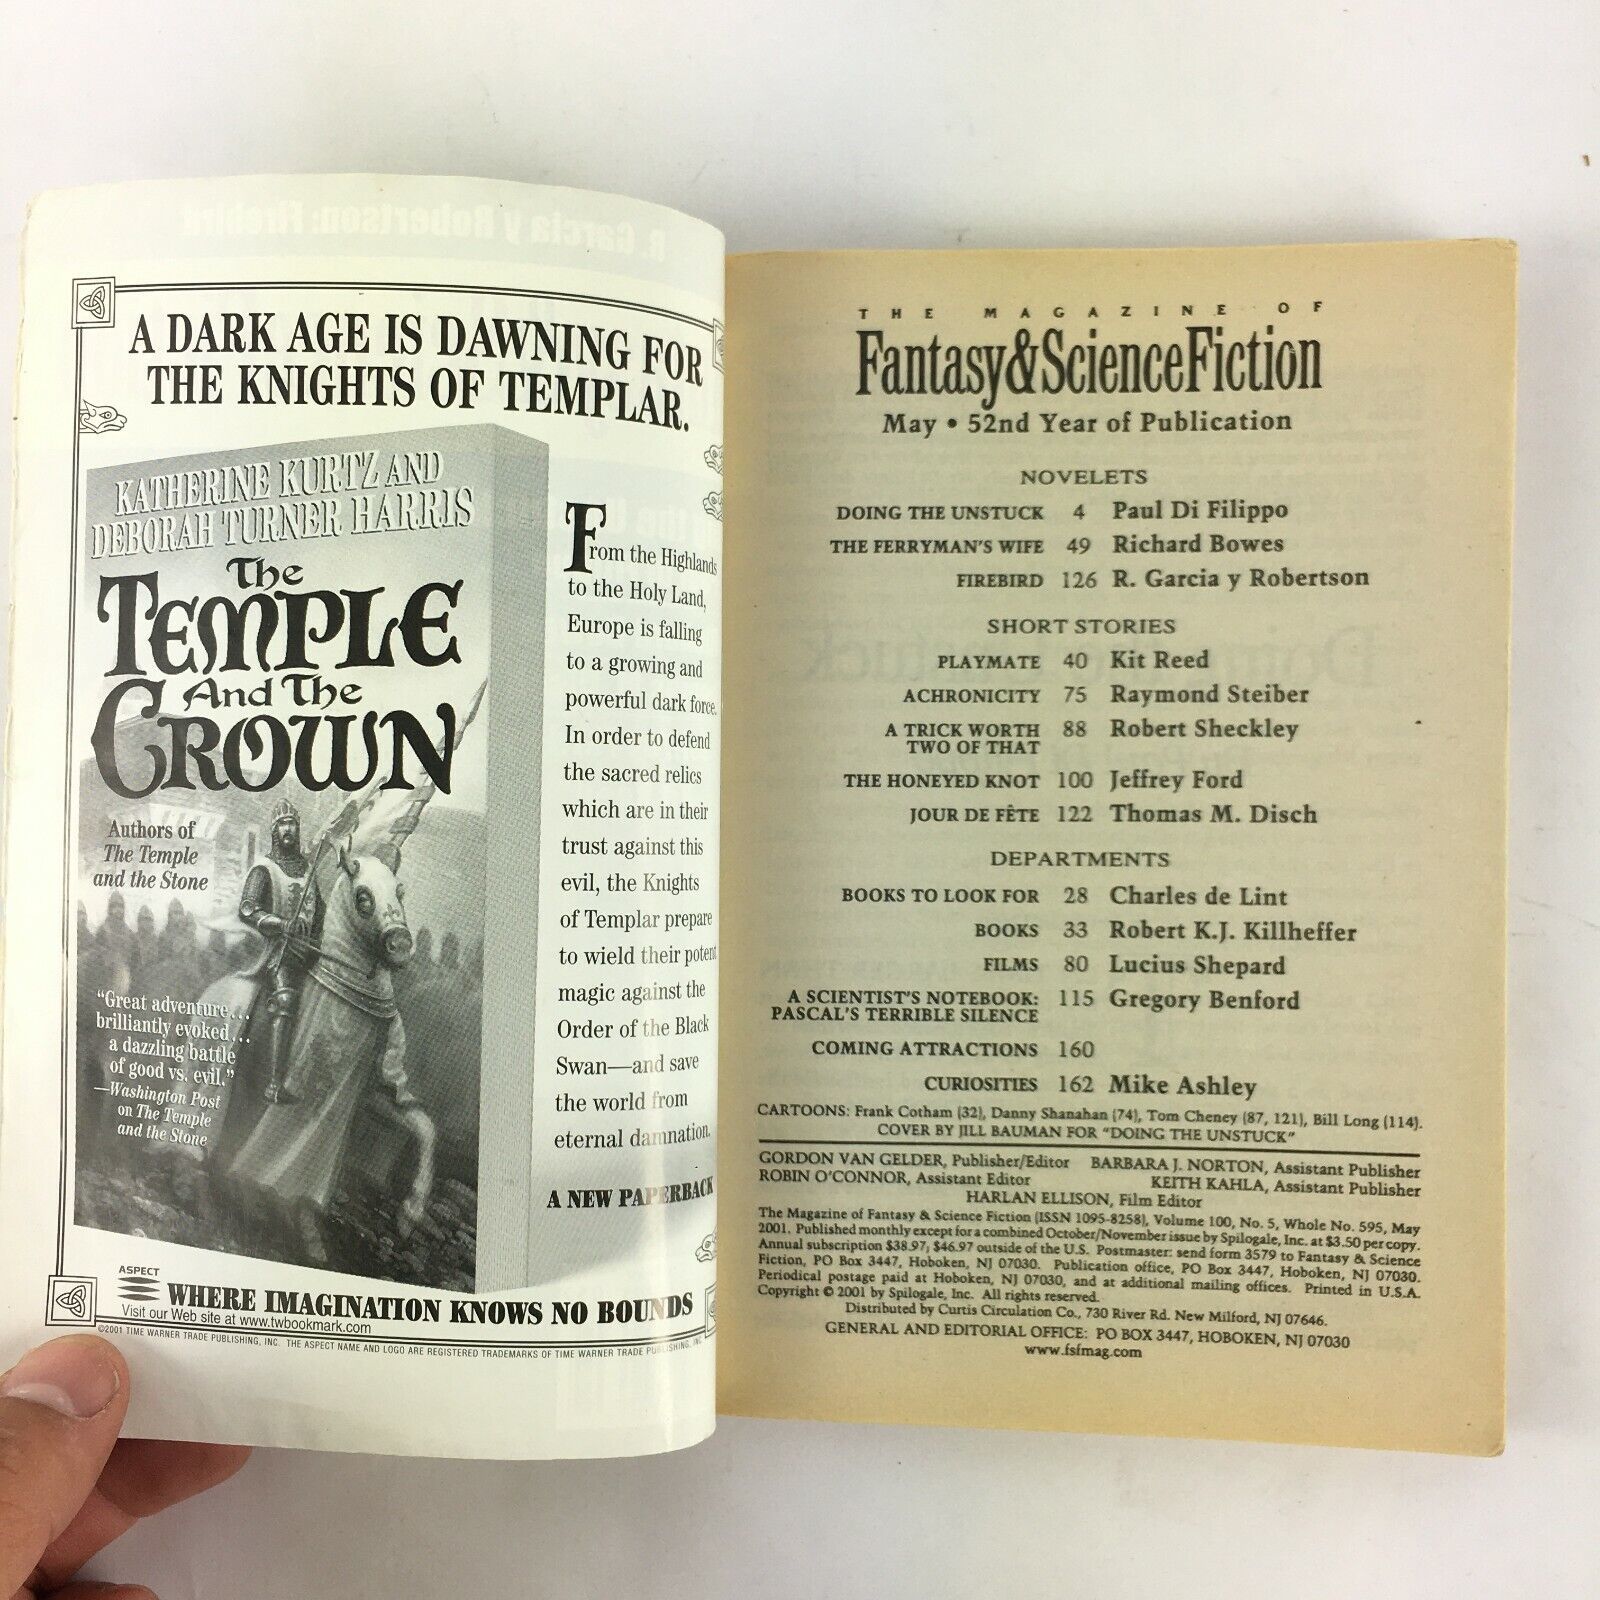 A DARK AGE IS DAWNING FOR
THE KNIGHTS OF TEMPLAR.
KATHERINE KURTZ AND
DEBORAH TURNER HARRIS
The
TEMPLE
And The
CROWN
Authors of
The Temple
and the Stone
"Great adventure...
brilliantly evoked...
a dazzling battle
of good vs. evil."
—Washington Post
on The Temple
and the Stone
From the Highlands
to the Holy Land,
Europe is falling
to a growing and
powerful dark force.
In order to defend
the sacred relics
which are in their
trust against this
evil, the Knights
of Templar prepare
to wield their potent
magic against the
Order of the Black
Swan—and save
the world from
eternal damnation.
A NEW PAPERBACK
ASPECT
WHERE IMAGINATION KNOWS NO BOUNDS
Visit our Web site at www.twbookmark.com
©2001 TIME WARNER TRADE PUBLISHING, INC. THE ASPECT NAME AND LOGO ARE REGISTERED TRADEMARKS OF TIME WARNER TRADE PUBLISHING, INC.
THE MAGAZINE OF
Fantasy&ScienceFiction
May • 52nd Year of Publication
NOVELETS
DOING THE UNSTUCK 4 Paul Di Filippo
THE FERRYMAN'S WIFE 49 Richard Bowes
FIREBIRD 126 R. Garcia y Robertson
SHORT STORIES
PLAYMATE 40 Kit Reed
ACHRONICITY 75 Raymond Steiber
A TRICK WORTH 88 Robert Sheckley
TWO OF THAT
THE HONEYED KNOT 100 Jeffrey Ford
JOUR DE FÊTE 122 Thomas M. Disch
DEPARTMENTS
BOOKS TO LOOK FOR 28 Charles de Lint
BOOKS 33 Robert K.J. Killheffer
FILMS 80 Lucius Shepard
A SCIENTIST'S NOTEBOOK: 115 Gregory Benford
PASCAL'S TERRIBLE SILENCE
COMING ATTRACTIONS 160
CURIOSITIES 162 Mike Ashley
CARTOONS: Frank Cotham (32), Danny Shanahan (74), Tom Cheney (87, 121), Bill Long (114).
COVER BY JILL BAUMAN FOR "DOING THE UNSTUCK"
GORDON VAN GELDER, Publisher/Editor BARBARA J. NORTON, Assistant Publisher
ROBIN O'CONNOR, Assistant Editor KEITH KAHLA, Assistant Publisher
HARLAN ELLISON, Film Editor
The Magazine of Fantasy & Science Fiction (ISSN 1095-8258), Volume 100, No. 5, Whole No. 595, May
2001. Published monthly except for a combined October/November issue by Spilogale, Inc. at $3.50 per copy.
Annual subscription $38.97; $46.97 outside of the U.S. Postmaster: send form 3579 to Fantasy & Science
Fiction, PO Box 3447, Hoboken, NJ 07030. Publication office, PO Box 3447, Hoboken, NJ 07030.
Periodical postage paid at Hoboken, NJ 07030, and at additional mailing offices. Printed in U.S.A.
Copyright © 2001 by Spilogale, Inc. All rights reserved.
Distributed by Curtis Circulation Co., 730 River Rd. New Milford, NJ 07646.
GENERAL AND EDITORIAL OFFICE: PO BOX 3447, HOBOKEN, NJ 07030
www.fsfmag.com